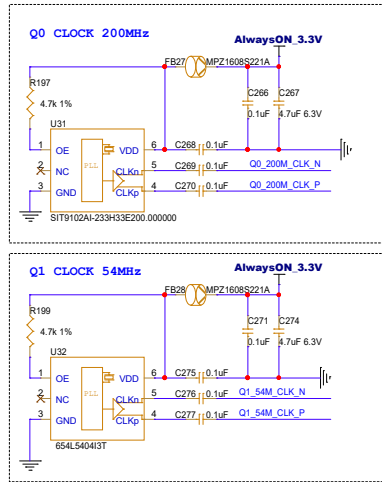 Q0 CLOCK 200MHz
AlwaysON_3.3V
FB27 MPZ1608S221A
R197
4.7k 1%
C266 C267
0.1uF 4.7uF 6.3V
U31
1 OE VDD 6 C268 0.1uF
2 NC CLKn 5 C269 0.1uF Q0_200M_CLK_N
3 GND CLKp 4 C270 0.1uF Q0_200M_CLK_P
PLL
SIT9102AI-233H33E200.000000
Q1 CLOCK 54MHz
AlwaysON_3.3V
FB28 MPZ1608S221A
R199
4.7k 1%
C271 C274
0.1uF 4.7uF 6.3V
U32
1 OE VDD 6 C275 0.1uF
2 NC CLKn 5 C276 0.1uF Q1_54M_CLK_N
3 GND CLKp 4 C277 0.1uF Q1_54M_CLK_P
PLL
654L5404I3T